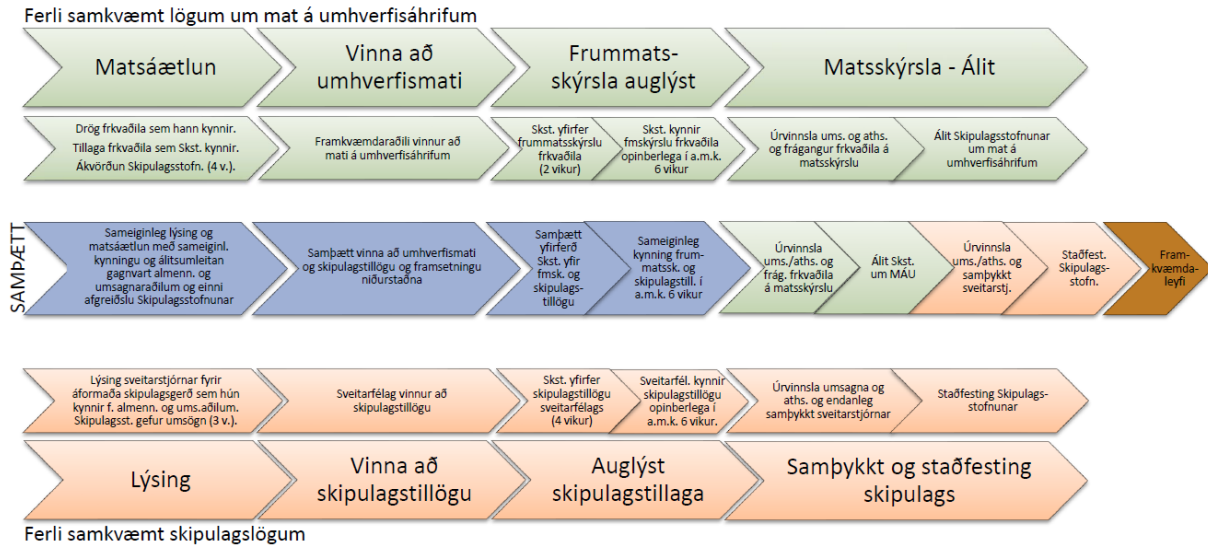 Ferli samkvæmt lögum um mat á umhverfisáhrifum
Matsáætlun
Vinna að
umhverfismati
Frummats-
skýrsla auglýst
Matsskýrsla - Álit
Drög frkvaðila sem hann kynnir.
Tillaga frkvaðila sem Skst. kynnir.
Ákvörðun Skipulagsstofn. (4 v.).
Framkvæmdaraðili vinnur að
mati á umhverfisáhrifum
Skst. yfirfer
frummatsskýrslu
frkvaðila
(2 vikur)
Skst. kynnir
fmskýrslu frkvaðila
opinberlega í a.m.k.
6 vikur
Úrvinnsla ums. og aths.
og frágangur frkvaðila á
matsskýrslu
Álit Skipulagsstofnunar
um mat á
umhverfisáhrifum
SAMÞÆTT
Sameiginleg lýsing og
matsáætlun með sameiginl.
kynningu og álitsumleitan
gagnvart almenn. og
umsagnaraðilum og einni
afgreiðslu Skipulagsstofnunar
Samþætt vinna að umhverfismati
og skipulagstillögu og framsetningu
niðurstaðna
Samþætt
yfirferð
Skst. yfir
fmsk. og
skipulags-
tillögu
Sameiginleg
kynning frum-
matssk. og
skipulagstill. í
a.m.k. 6 vikur
Úrvinnsla
ums./aths. og
frág. frkvaðila
á matsskýrslu
Álit Skst.
um MÁU
Úrvinnsla
ums./aths. og
samþykkt
sveitarstj.
Staðfest.
Skipulags-
stofn.
Fram-
kvæmda-
leyfi
Lýsing sveitarstjórnar fyrir
áformaða skipulagsgerð sem hún
kynnir f. almenn. og ums.aðilum.
Skipulagsst. gefur umsögn (3 v.).
Sveitarfélag vinnur að
skipulagstillögu
Skst. yfirfer
skipulagstillögu
sveitarfélags
(4 vikur)
Sveitarfél. kynnir
skipulagstillögu
opinberlega í
a.m.k. 6 vikur.
Úrvinnsla umsagna og
aths. og endanleg
samþykkt sveitarstjórnar
Staðfesting Skipulags-
stofnunar
Lýsing
Vinna að
skipulagstillögu
Auglýst
skipulagstillaga
Samþykkt og staðfesting
skipulags
Ferli samkvæmt skipulagslögum